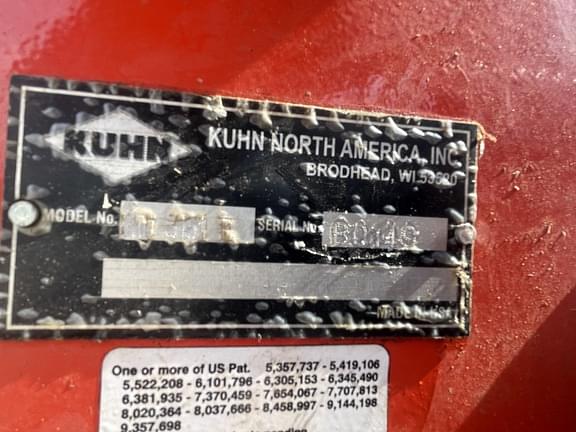 KUHN
KUHN NORTH AMERICA, INC.
BRODHEAD, WI 53520
MODEL No.
SERIAL No.
MADE IN USA
One or more of US Pat. 5,357,737 - 5,419,106
5,522,208 - 6,101,796 - 6,305,153 - 6,345,490
6,381,935 - 7,370,459 - 7,654,067 - 7,707,813
8,020,364 - 8,037,666 - 8,458,997 - 9,144,198
9,357,698